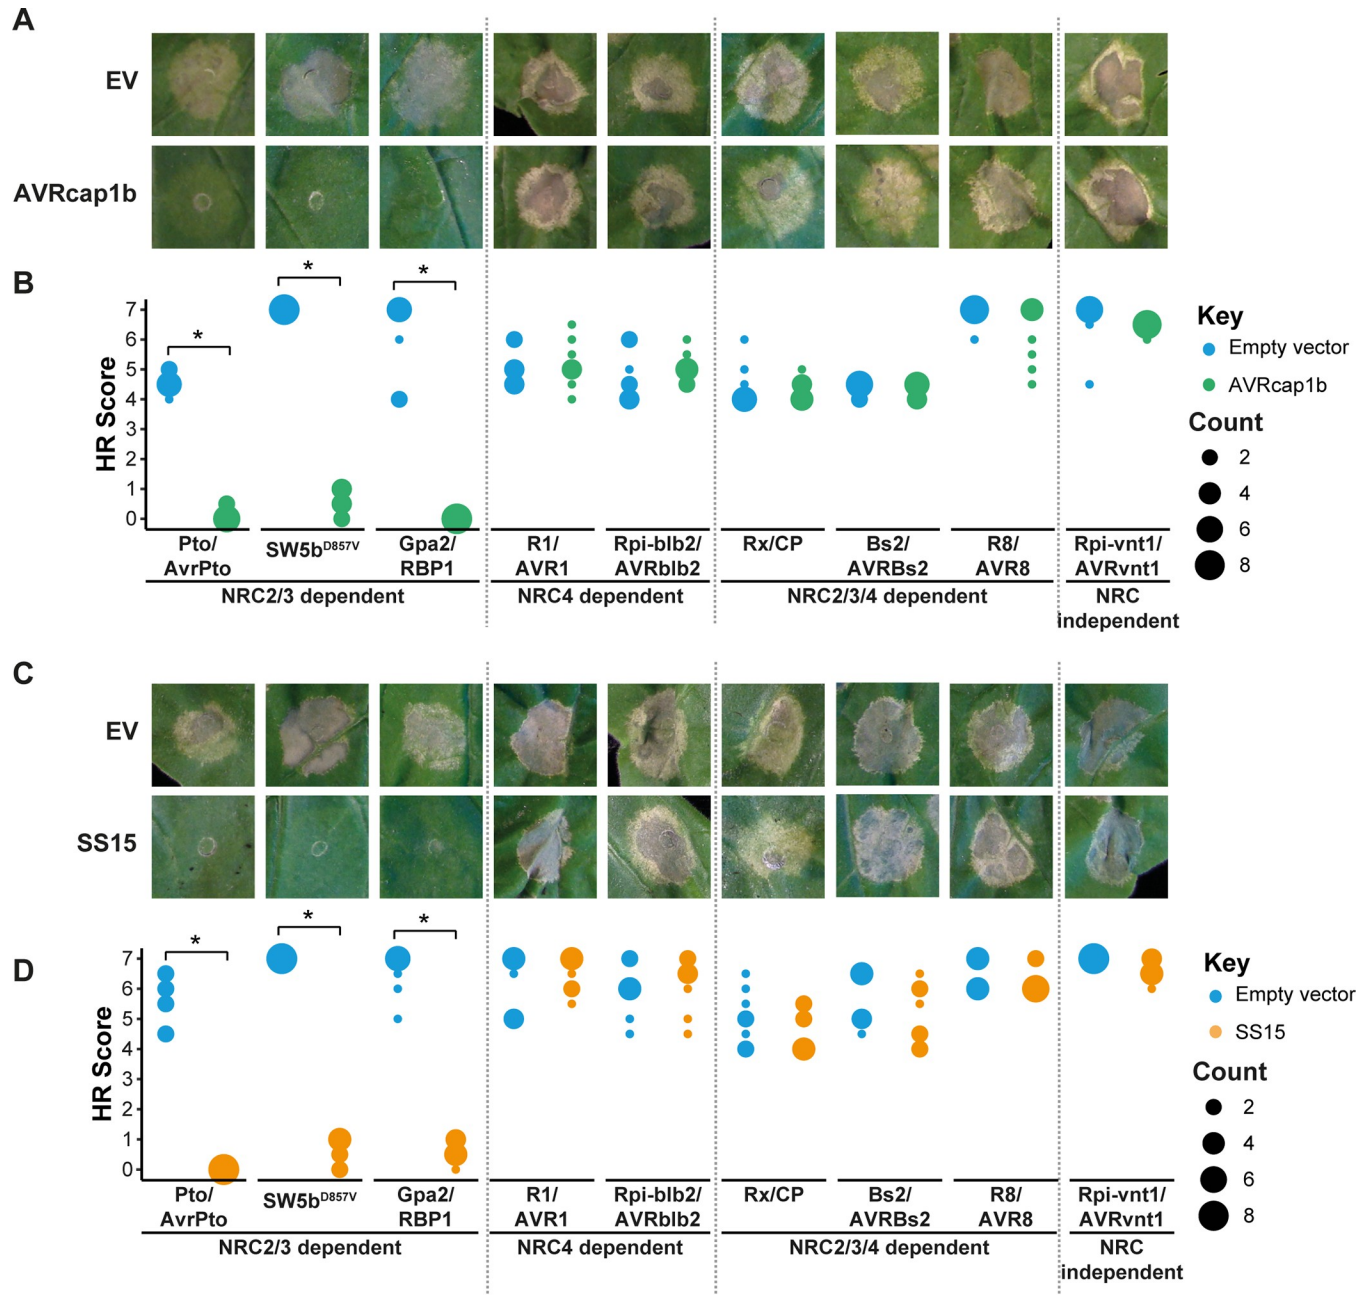 A
EV
AVRcap1b
B
* * *
HR Score
7
6
5
4
3
2
1
0
Pto/
AvrPto
SW5bD857V
Gpa2/
RBP1
R1/
AVR1
Rpi-blb2/
AVRblb2
Rx/CP
Bs2/
AVRBs2
R8/
AVR8
Rpi-vnt1/
AVRvnt1
NRC2/3 dependent
NRC4 dependent
NRC2/3/4 dependent
NRC
independent
Key
Empty vector
AVRcap1b
Count
2
4
6
8
C
EV
SS15
D
* * *
HR Score
7
6
5
4
3
2
1
0
Pto/
AvrPto
SW5bD857V
Gpa2/
RBP1
R1/
AVR1
Rpi-blb2/
AVRblb2
Rx/CP
Bs2/
AVRBs2
R8/
AVR8
Rpi-vnt1/
AVRvnt1
NRC2/3 dependent
NRC4 dependent
NRC2/3/4 dependent
NRC
independent
Key
Empty vector
SS15
Count
2
4
6
8